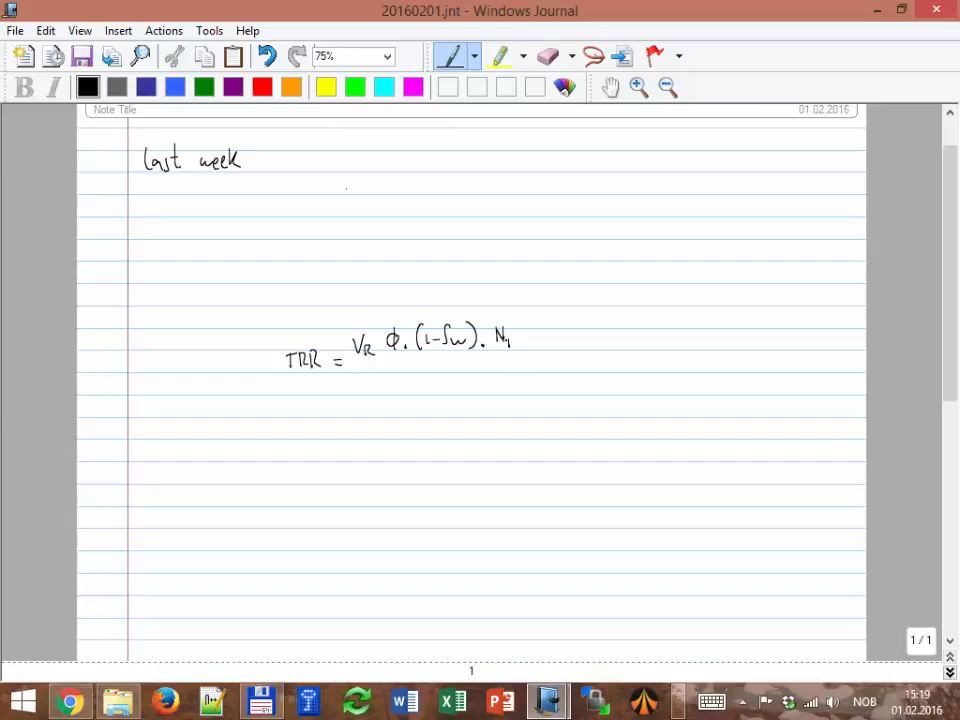 20160201.jnt - Windows Journal
File Edit View Insert Actions Tools Help
75%
B I
Note Title 01.02.2016
last week
TRR = VR Φ. (1-Sw). N
1 / 1
1
NOB
15:19
01.02.2016